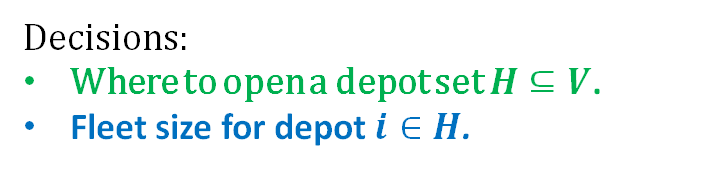 Decisions:
• Where to open a depot set H ⊆ V.
• Fleet size for depot i ∈ H.